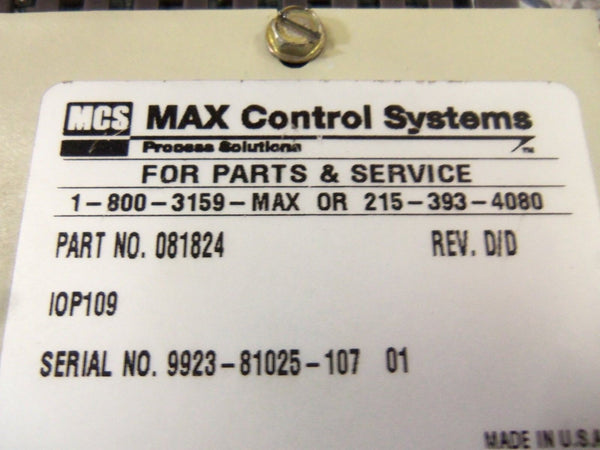 MCS MAX Control Systems
Process Solutions ™
FOR PARTS & SERVICE
1-800-3159-MAX OR 215-393-4080
PART NO. 081824 REV. D/D
IOP109
SERIAL NO. 9923-81025-107 01
MADE IN U.S.A